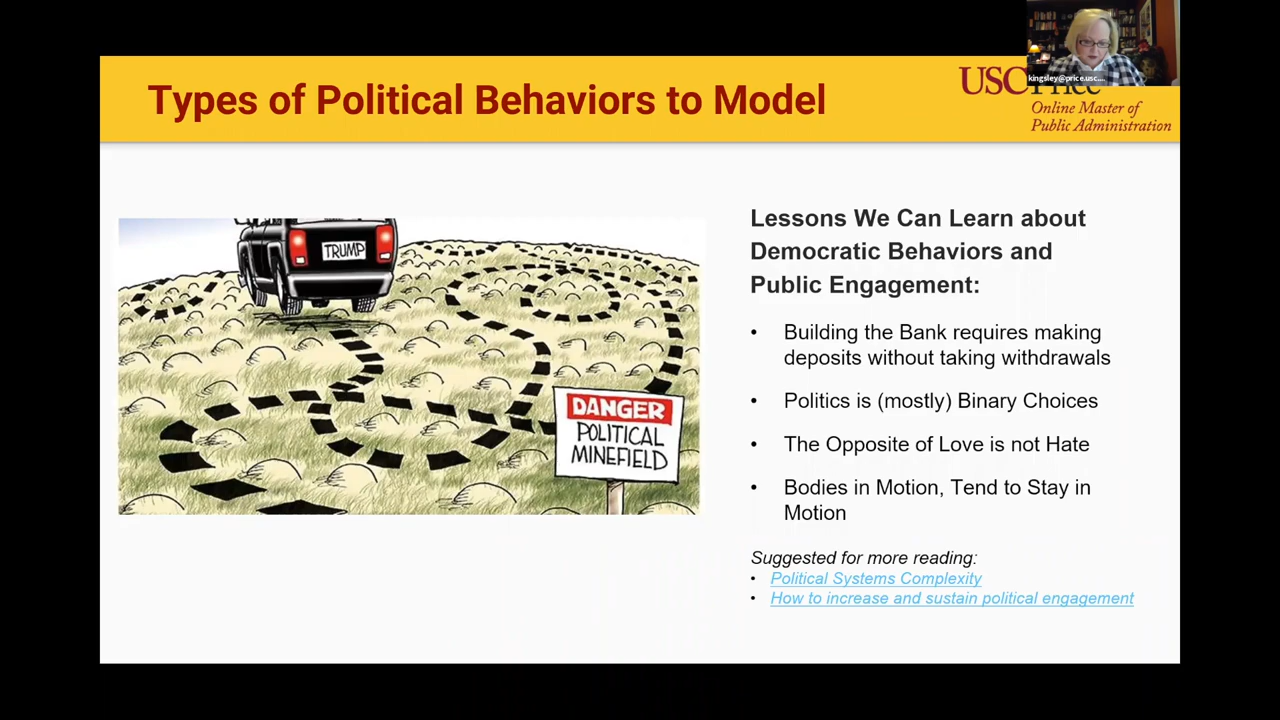 Types of Political Behaviors to Model
USC Price
kingsley@price.usc....
Online Master of
Public Administration
TRUMP
DANGER
POLITICAL
MINEFIELD
Lessons We Can Learn about
Democratic Behaviors and
Public Engagement:
• Building the Bank requires making
deposits without taking withdrawals
• Politics is (mostly) Binary Choices
• The Opposite of Love is not Hate
• Bodies in Motion, Tend to Stay in
Motion
Suggested for more reading:
• Political Systems Complexity
• How to increase and sustain political engagement